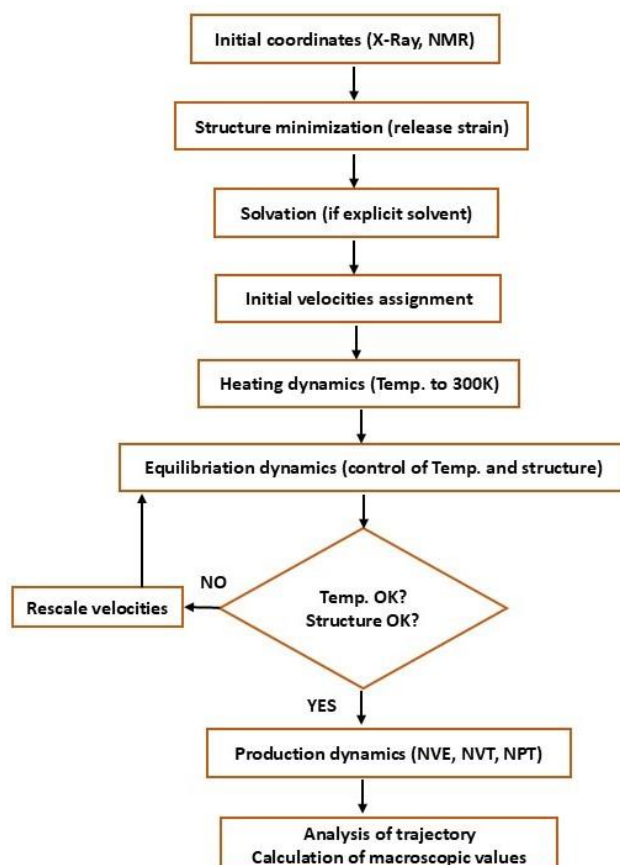 Initial coordinates (X-Ray, NMR)
Structure minimization (release strain)
Solvation (if explicit solvent)
Initial velocities assignment
Heating dynamics (Temp. to 300K)
Equilibriation dynamics (control of Temp. and structure)
NO
Rescale velocities
Temp. OK?
Structure OK?
YES
Production dynamics (NVE, NVT, NPT)
Analysis of trajectory
Calculation of macroscopic values